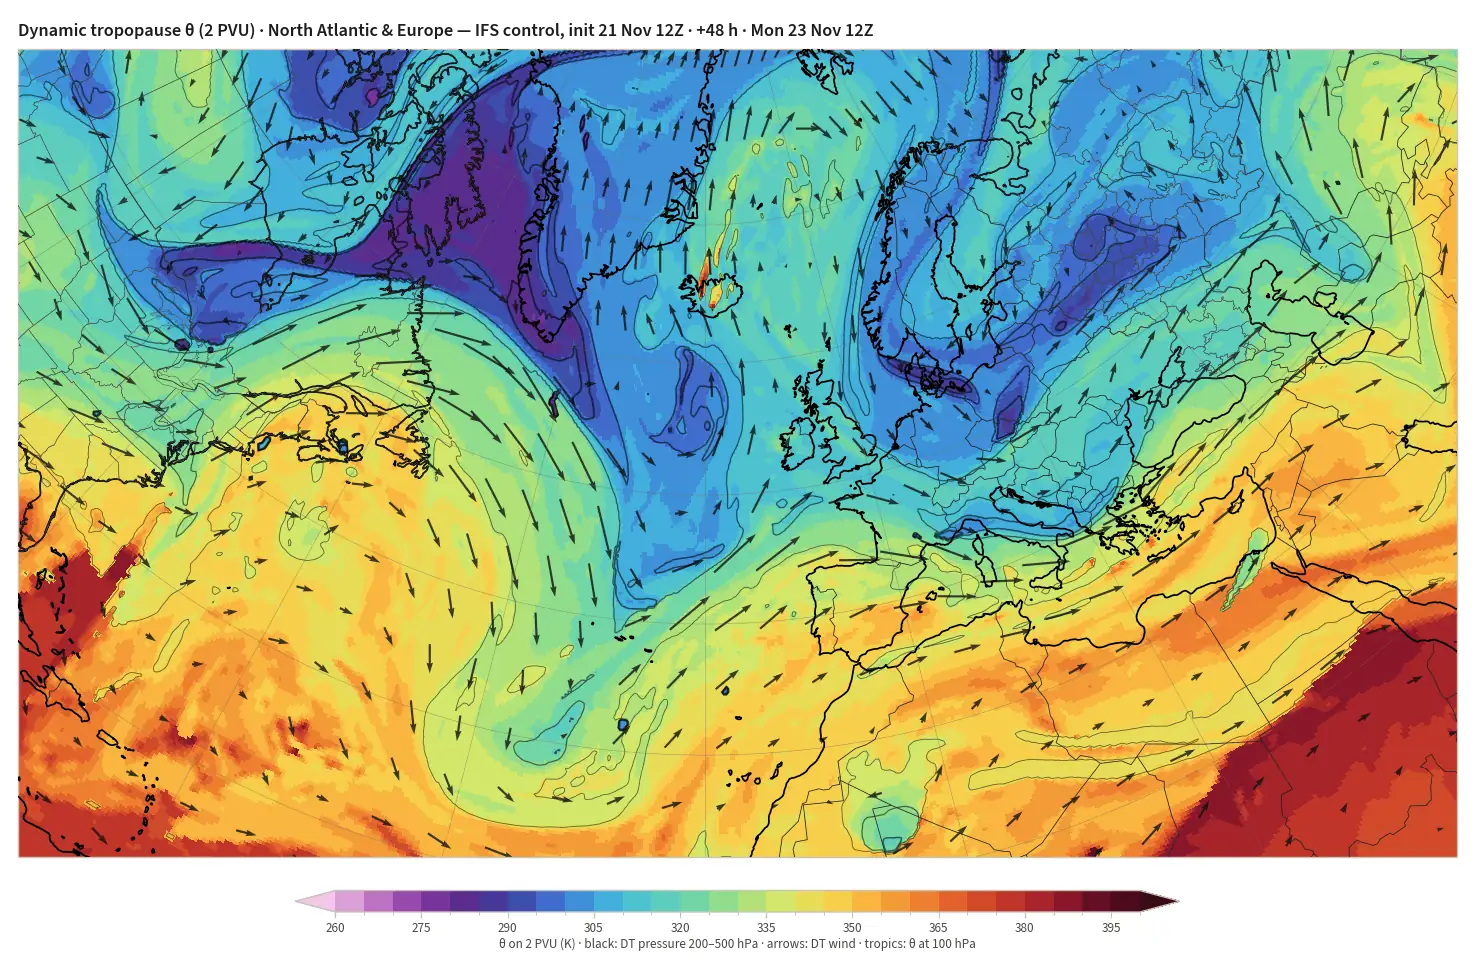 Dynamic tropopause θ (2 PVU) · North Atlantic & Europe — IFS control, init 21 Nov 12Z · +48 h · Mon 23 Nov 12Z
260 275 290 305 320 335 350 365 380 395
θ on 2 PVU (K) · black: DT pressure 200–500 hPa · arrows: DT wind · tropics: θ at 100 hPa